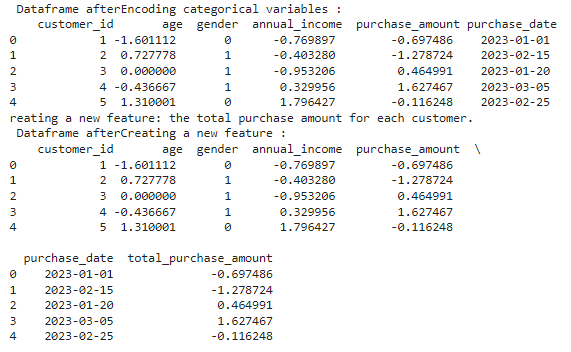 Dataframe afterEncoding categorical variables :
customer_id age gender annual_income purchase_amount purchase_date
0 1 -1.601112 0 -0.769897 -0.697486 2023-01-01
1 2 0.727778 1 -0.403280 -1.278724 2023-02-15
2 3 0.000000 1 -0.953206 0.464991 2023-01-20
3 4 -0.436667 1 0.329956 1.627467 2023-03-05
4 5 1.310001 0 1.796427 -0.116248 2023-02-25
reating a new feature: the total purchase amount for each customer.
Dataframe afterCreating a new feature :
customer_id age gender annual_income purchase_amount \
0 1 -1.601112 0 -0.769897 -0.697486
1 2 0.727778 1 -0.403280 -1.278724
2 3 0.000000 1 -0.953206 0.464991
3 4 -0.436667 1 0.329956 1.627467
4 5 1.310001 0 1.796427 -0.116248
purchase_date total_purchase_amount
0 2023-01-01 -0.697486
1 2023-02-15 -1.278724
2 2023-01-20 0.464991
3 2023-03-05 1.627467
4 2023-02-25 -0.116248